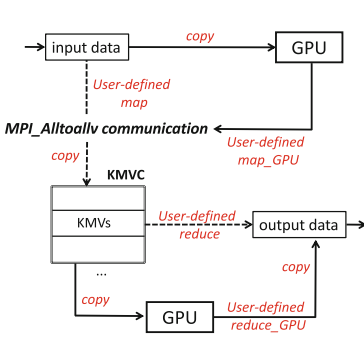 copy
input data
GPU
User-defined
map
MPI_Alltoallv communication
User-defined
map_GPU
copy
KMVC
KMVs
User-defined
reduce
output data
...
copy
copy
GPU
User-defined
reduce_GPU